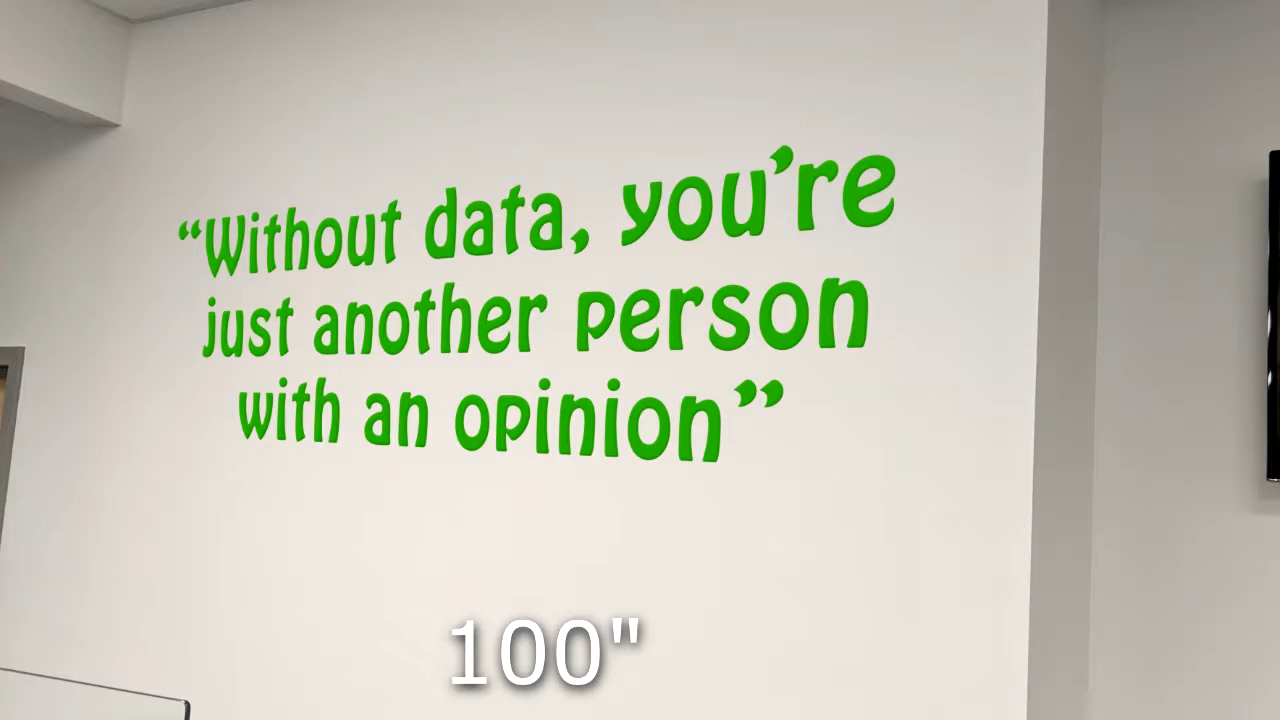 “Without data, you’re
just another person
with an opinion”
100"